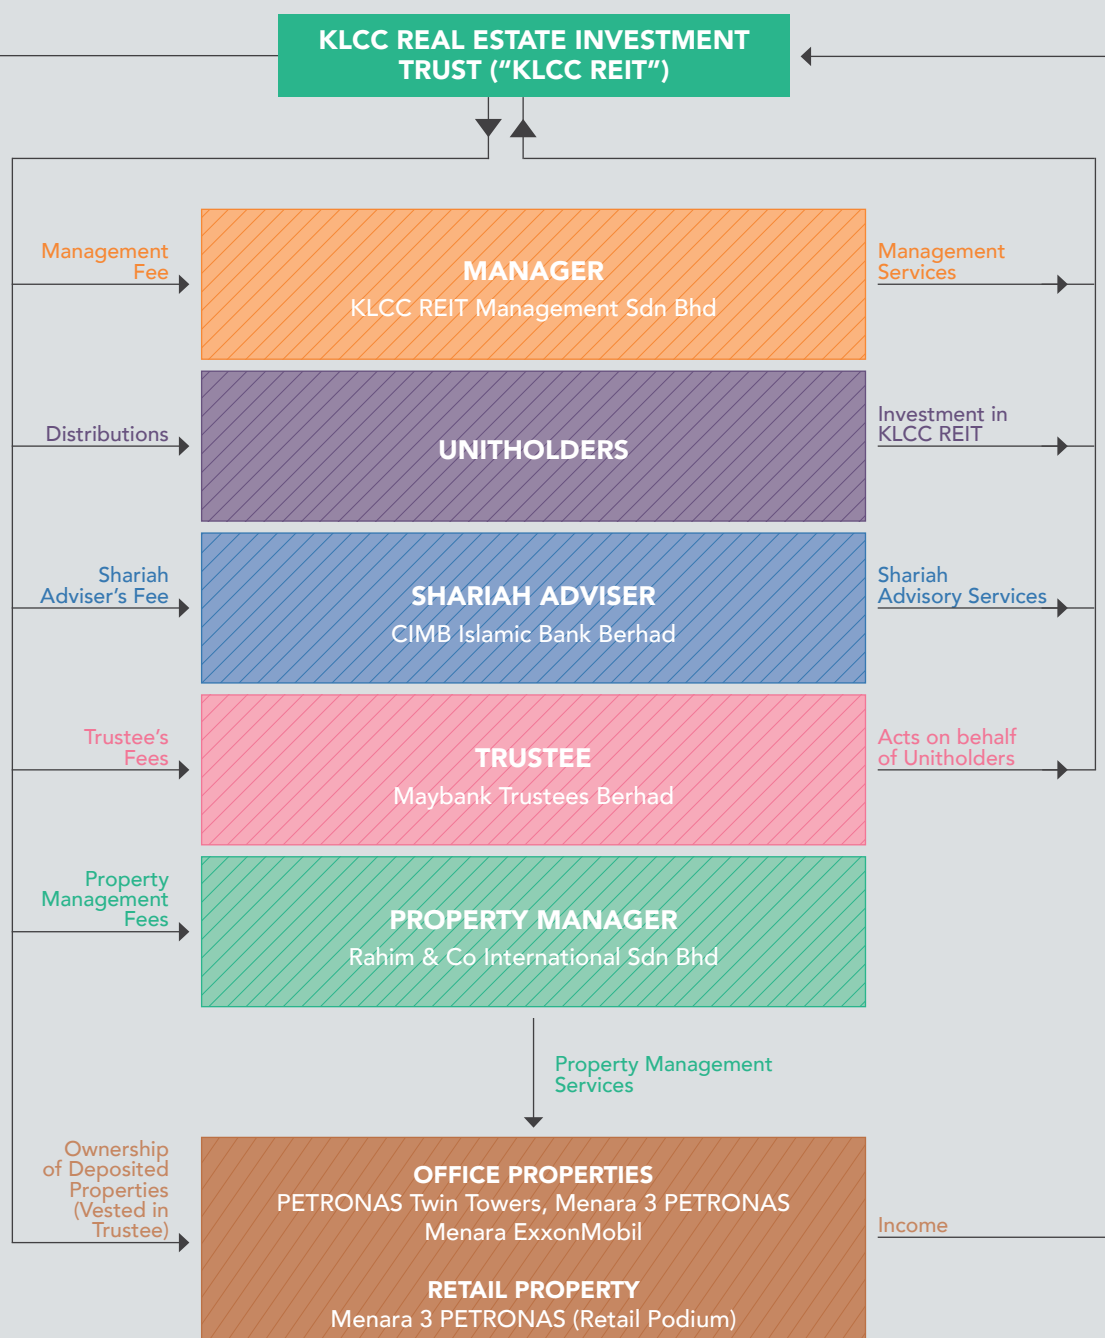 KLCC REAL ESTATE INVESTMENT
TRUST (“KLCC REIT”)
Management
Fee
MANAGER
KLCC REIT Management Sdn Bhd
Management
Services
Distributions
UNITHOLDERS
Investment in
KLCC REIT
Shariah
Adviser’s Fee
SHARIAH ADVISER
CIMB Islamic Bank Berhad
Shariah
Advisory Services
Trustee’s
Fees
TRUSTEE
Maybank Trustees Berhad
Acts on behalf
of Unitholders
Property
Management
Fees
PROPERTY MANAGER
Rahim & Co International Sdn Bhd
Property Management
Services
Ownership
of Deposited
Properties
(Vested in
Trustee)
OFFICE PROPERTIES
PETRONAS Twin Towers, Menara 3 PETRONAS
Menara ExxonMobil
RETAIL PROPERTY
Menara 3 PETRONAS (Retail Podium)
Income